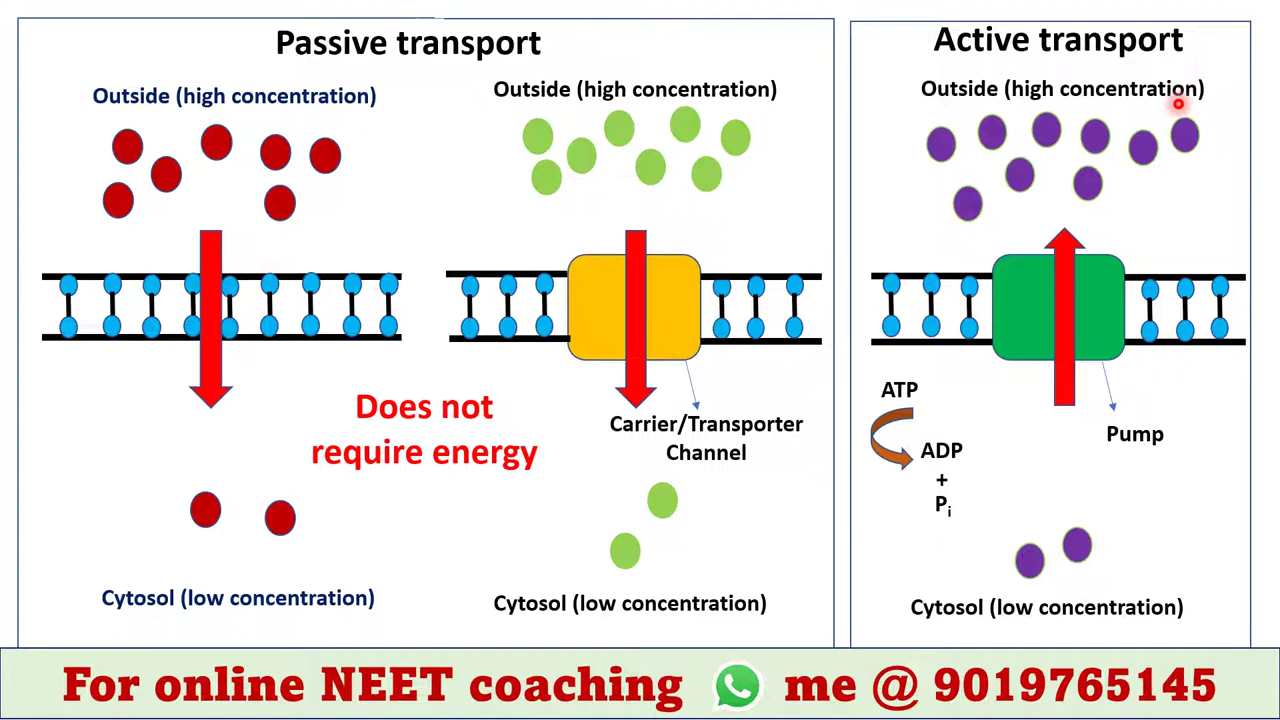 Passive transport
Outside (high concentration)
Outside (high concentration)
Does not
require energy
Carrier/Transporter
Channel
Cytosol (low concentration)
Cytosol (low concentration)
Active transport
Outside (high concentration)
ATP
ADP
+
Pi
Pump
Cytosol (low concentration)
For online NEET coaching me @ 9019765145